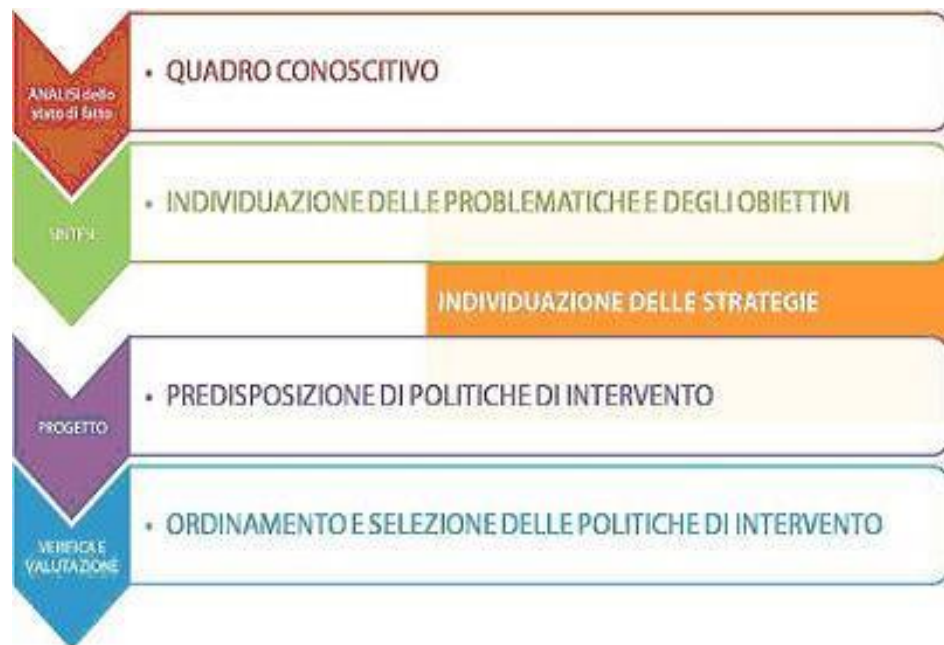 ANALISI dello
stato di fatto
• QUADRO CONOSCITIVO
SINTESI
• INDIVIDUAZIONE DELLE PROBLEMATICHE E DEGLI OBIETTIVI
INDIVIDUAZIONE DELLE STRATEGIE
PROGETTO
• PREDISPOSIZIONE DI POLITICHE DI INTERVENTO
VERIFICA E
VALUTAZIONE
• ORDINAMENTO E SELEZIONE DELLE POLITICHE DI INTERVENTO